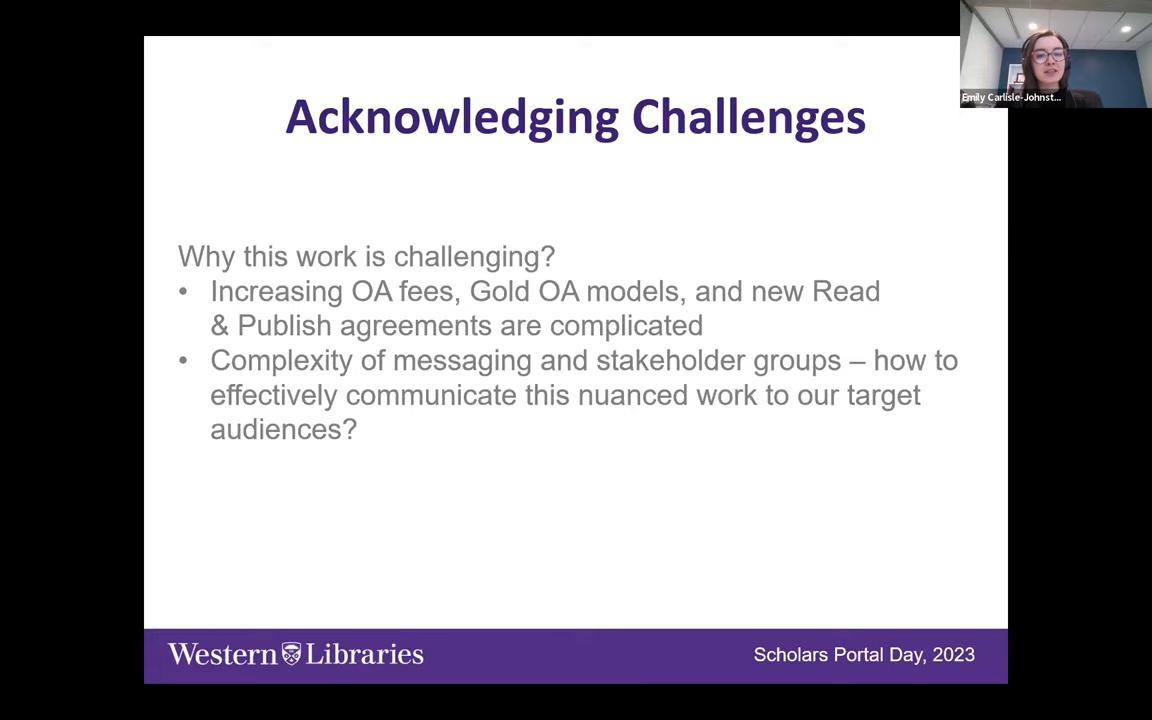 Emily Carlisle-Johnst...
Acknowledging Challenges
Why this work is challenging?
• Increasing OA fees, Gold OA models, and new Read
& Publish agreements are complicated
• Complexity of messaging and stakeholder groups – how to
effectively communicate this nuanced work to our target
audiences?
Western Libraries
Scholars Portal Day, 2023